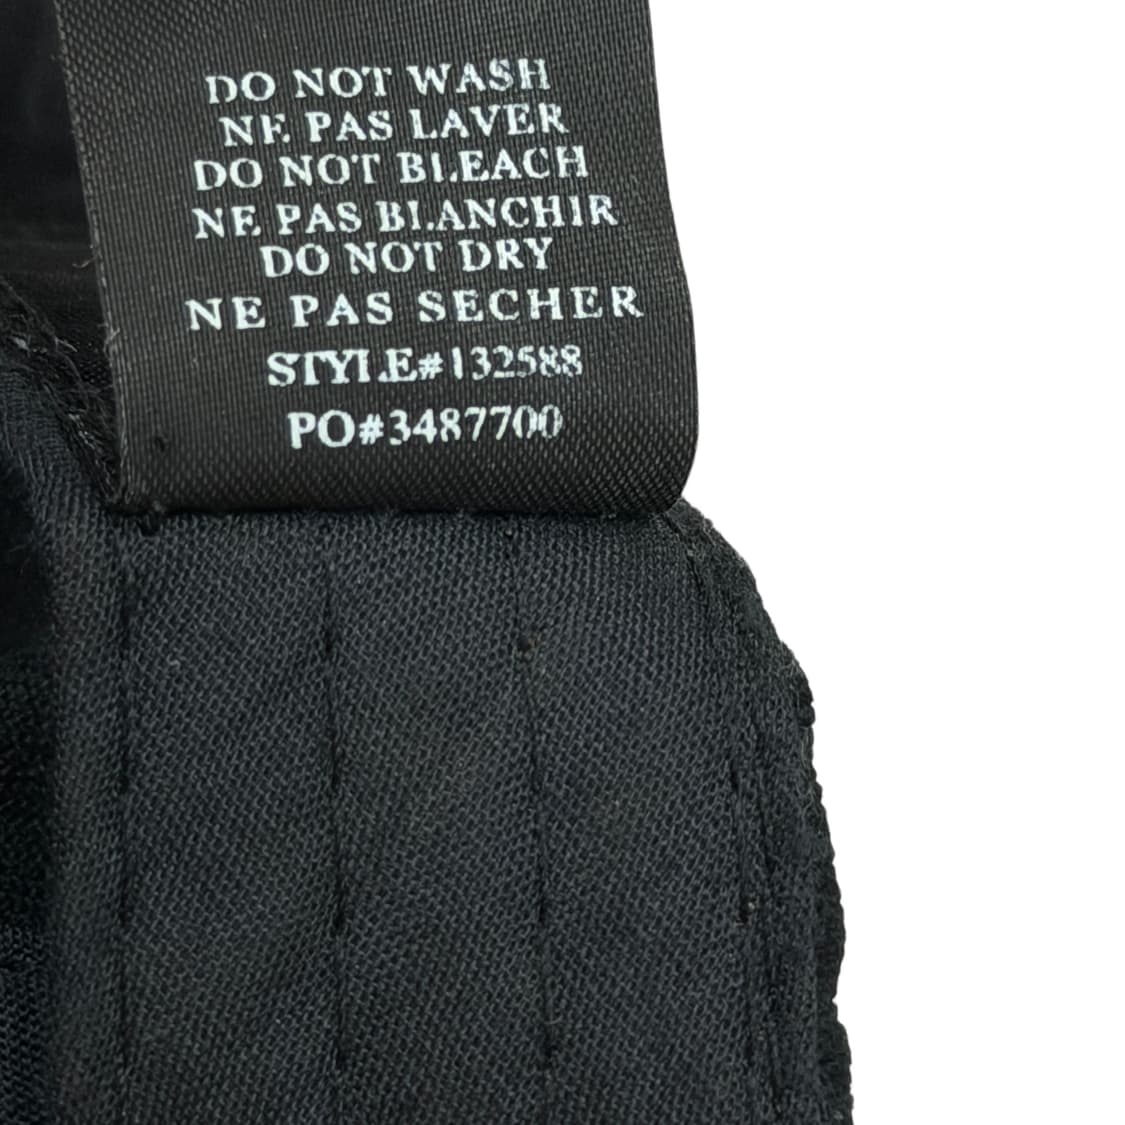 DO NOT WASH
NE PAS LAVER
DO NOT BLEACH
NE PAS BLANCHIR
DO NOT DRY
NE PAS SECHER
STYLE#132588
PO#3487700